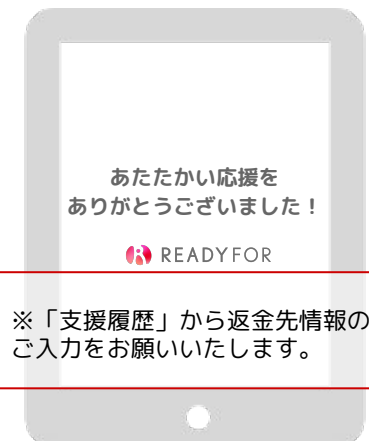 あたたかい応援を
ありがとうございました！
READYFOR
※「支援履歴」から返金先情報の
ご入力をお願いいたします。